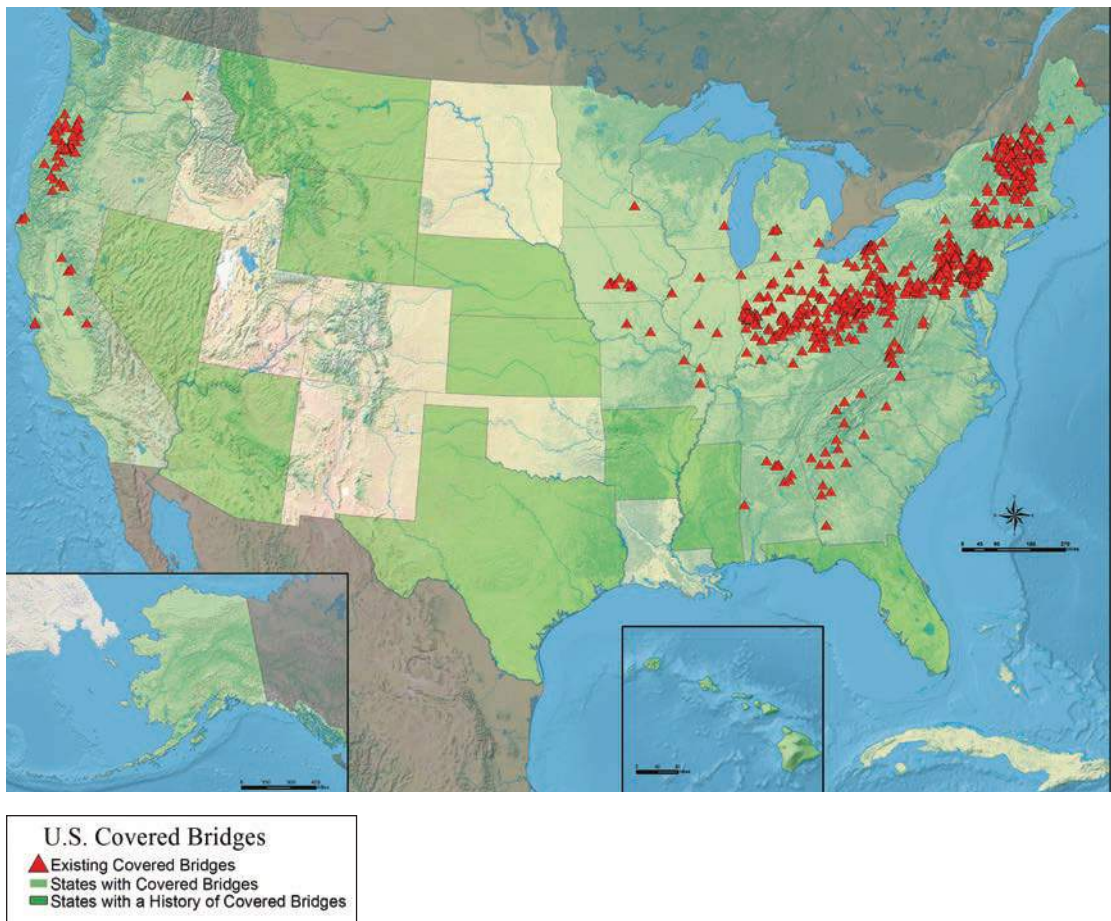 U.S. Covered Bridges
Existing Covered Bridges
States with Covered Bridges
States with a History of Covered Bridges